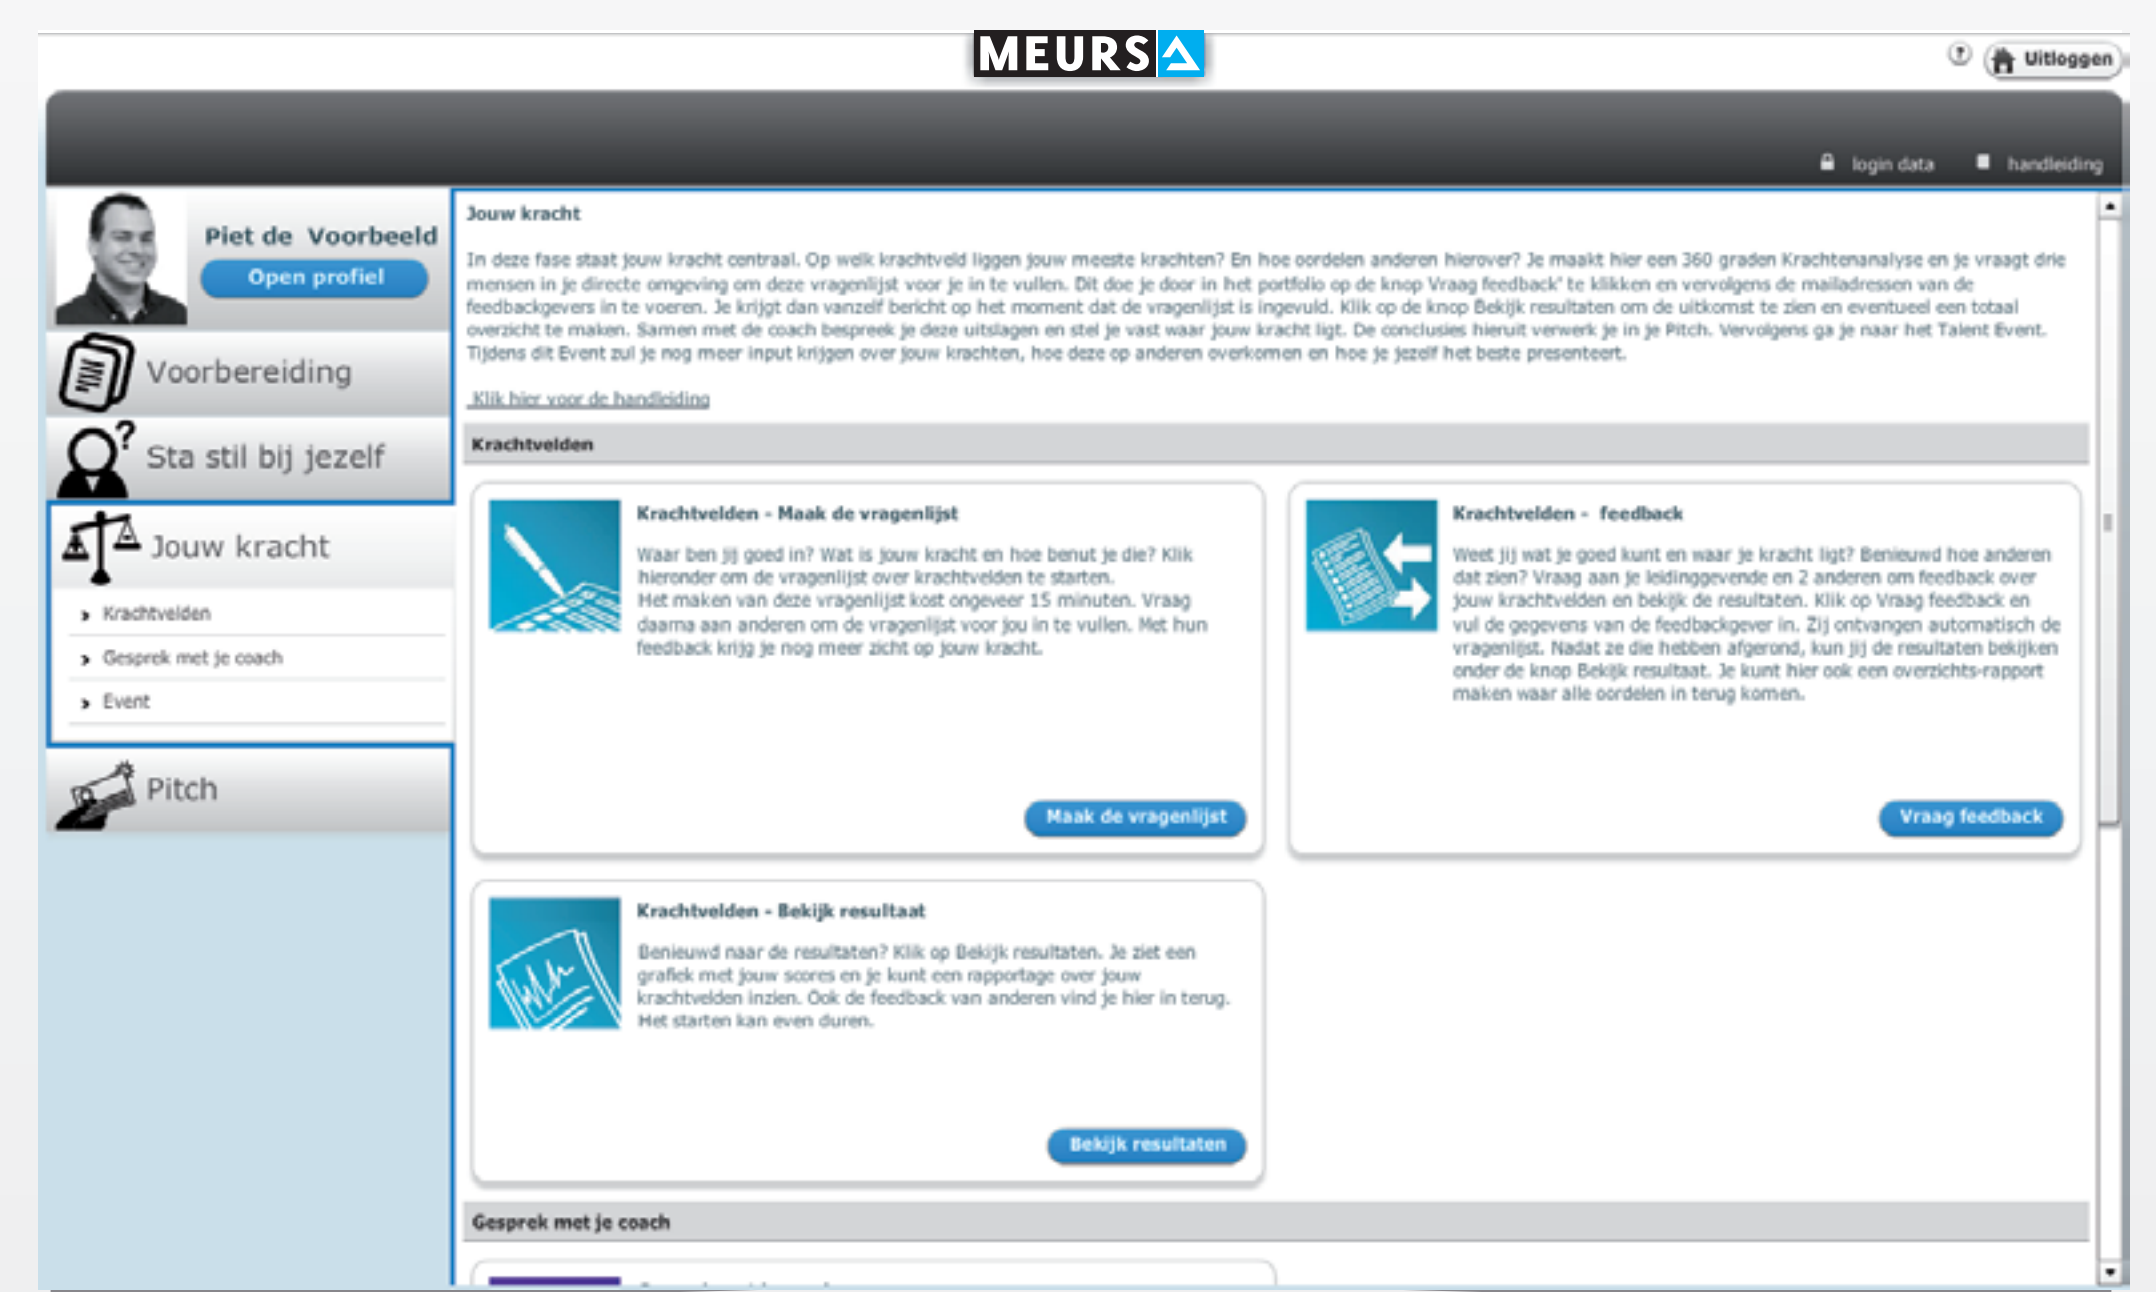 MEURS
Uitloggen
login data
handleiding
Piet de Voorbeeld
Open profiel
Voorbereiding
Sta stil bij jezelf
Jouw kracht
Krachtvelden
Gesprek met je coach
Event
Pitch
Jouw kracht
In deze fase staat jouw kracht centraal. Op welk krachtveld liggen jouw meeste krachten? En hoe oordelen anderen hierover? Je maakt hier een 360 graden Krachtenanalyse en je vraagt drie
mensen in je directe omgeving om deze vragenlijst voor je in te vullen. Dit doe je door in het portfolio op de knop Vraag feedback' te klikken en vervolgens de mailadressen van de
feedbackgevers in te voeren. Je krijgt dan vanzelf bericht op het moment dat de vragenlijst is ingevuld. Klik op de knop Bekijk resultaten om de uitkomst te zien en eventueel een totaal
overzicht te maken. Samen met de coach bespreek je deze uitslagen en stel je vast waar jouw kracht ligt. De conclusies hieruit verwerk je in je Pitch. Vervolgens ga je naar het Talent Event.
Tijdens dit Event zul je nog meer input krijgen over jouw krachten, hoe deze op anderen overkomen en hoe je jezelf het beste presenteert.
Klik hier voor de handleiding
Krachtvelden
Krachtvelden - Maak de vragenlijst
Waar ben jij goed in? Wat is jouw kracht en hoe benut je die? Klik
hieronder om de vragenlijst over krachtvelden te starten.
Het maken van deze vragenlijst kost ongeveer 15 minuten. Vraag
daarna aan anderen om de vragenlijst voor jou in te vullen. Met hun
feedback krijg je nog meer zicht op jouw kracht.
Maak de vragenlijst
Krachtvelden - feedback
Weet jij wat je goed kunt en waar je kracht ligt? Benieuwd hoe anderen
dat zien? Vraag aan je leidinggevende en 2 anderen om feedback over
jouw krachtvelden en bekijk de resultaten. Klik op Vraag feedback en
vul de gegevens van de feedbackgever in. Zij ontvangen automatisch de
vragenlijst. Nadat ze die hebben afgerond, kun jij de resultaten bekijken
onder de knop Bekijk resultaat. Je kunt hier ook een overzichts-rapport
maken waar alle oordelen in terug komen.
Vraag feedback
Krachtvelden - Bekijk resultaat
Benieuwd naar de resultaten? Klik op Bekijk resultaten. Je ziet een
grafiek met jouw scores en je kunt een rapportage over jouw
krachtvelden inzien. Ook de feedback van anderen vind je hier in terug.
Het starten kan even duren.
Bekijk resultaten
Gesprek met je coach